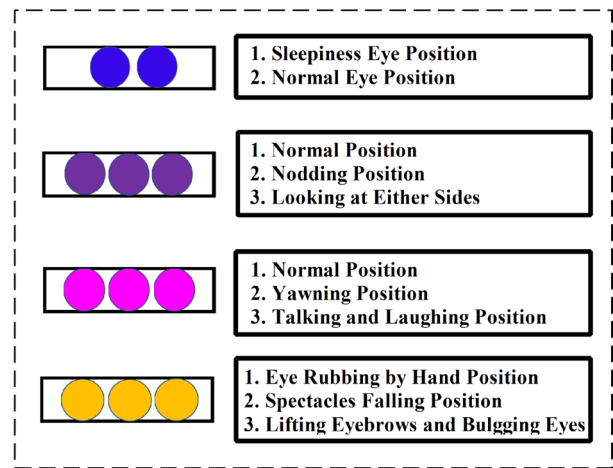 1. Sleepiness Eye Position
2. Normal Eye Position
1. Normal Position
2. Nodding Position
3. Looking at Either Sides
1. Normal Position
2. Yawning Position
3. Talking and Laughing Position
1. Eye Rubbing by Hand Position
2. Spectacles Falling Position
3. Lifting Eyebrows and Bulgging Eyes